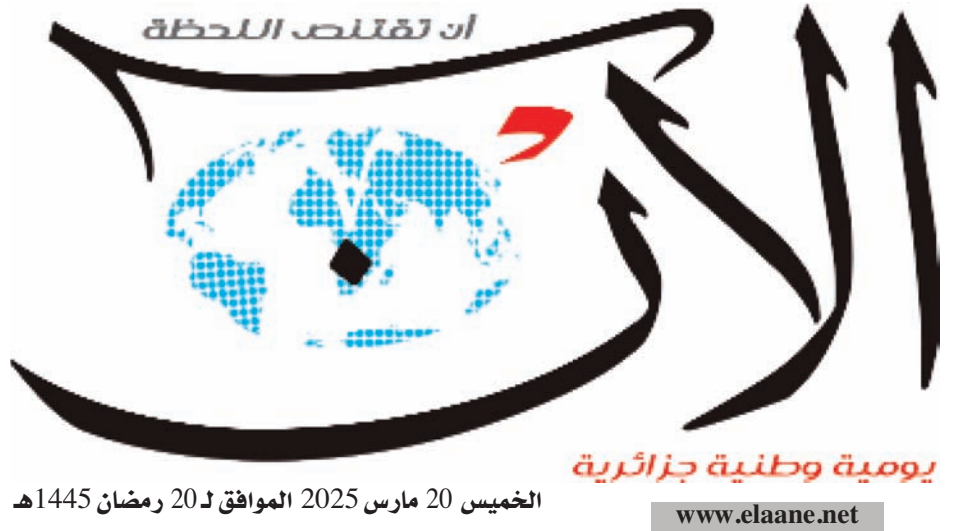 أن تقتنص اللحظة
الآن
يومية وطنية جزائرية
الخميس 20 مارس 2025 الموافق لـ 20 رمضان 1445هـ
www.elaane.net